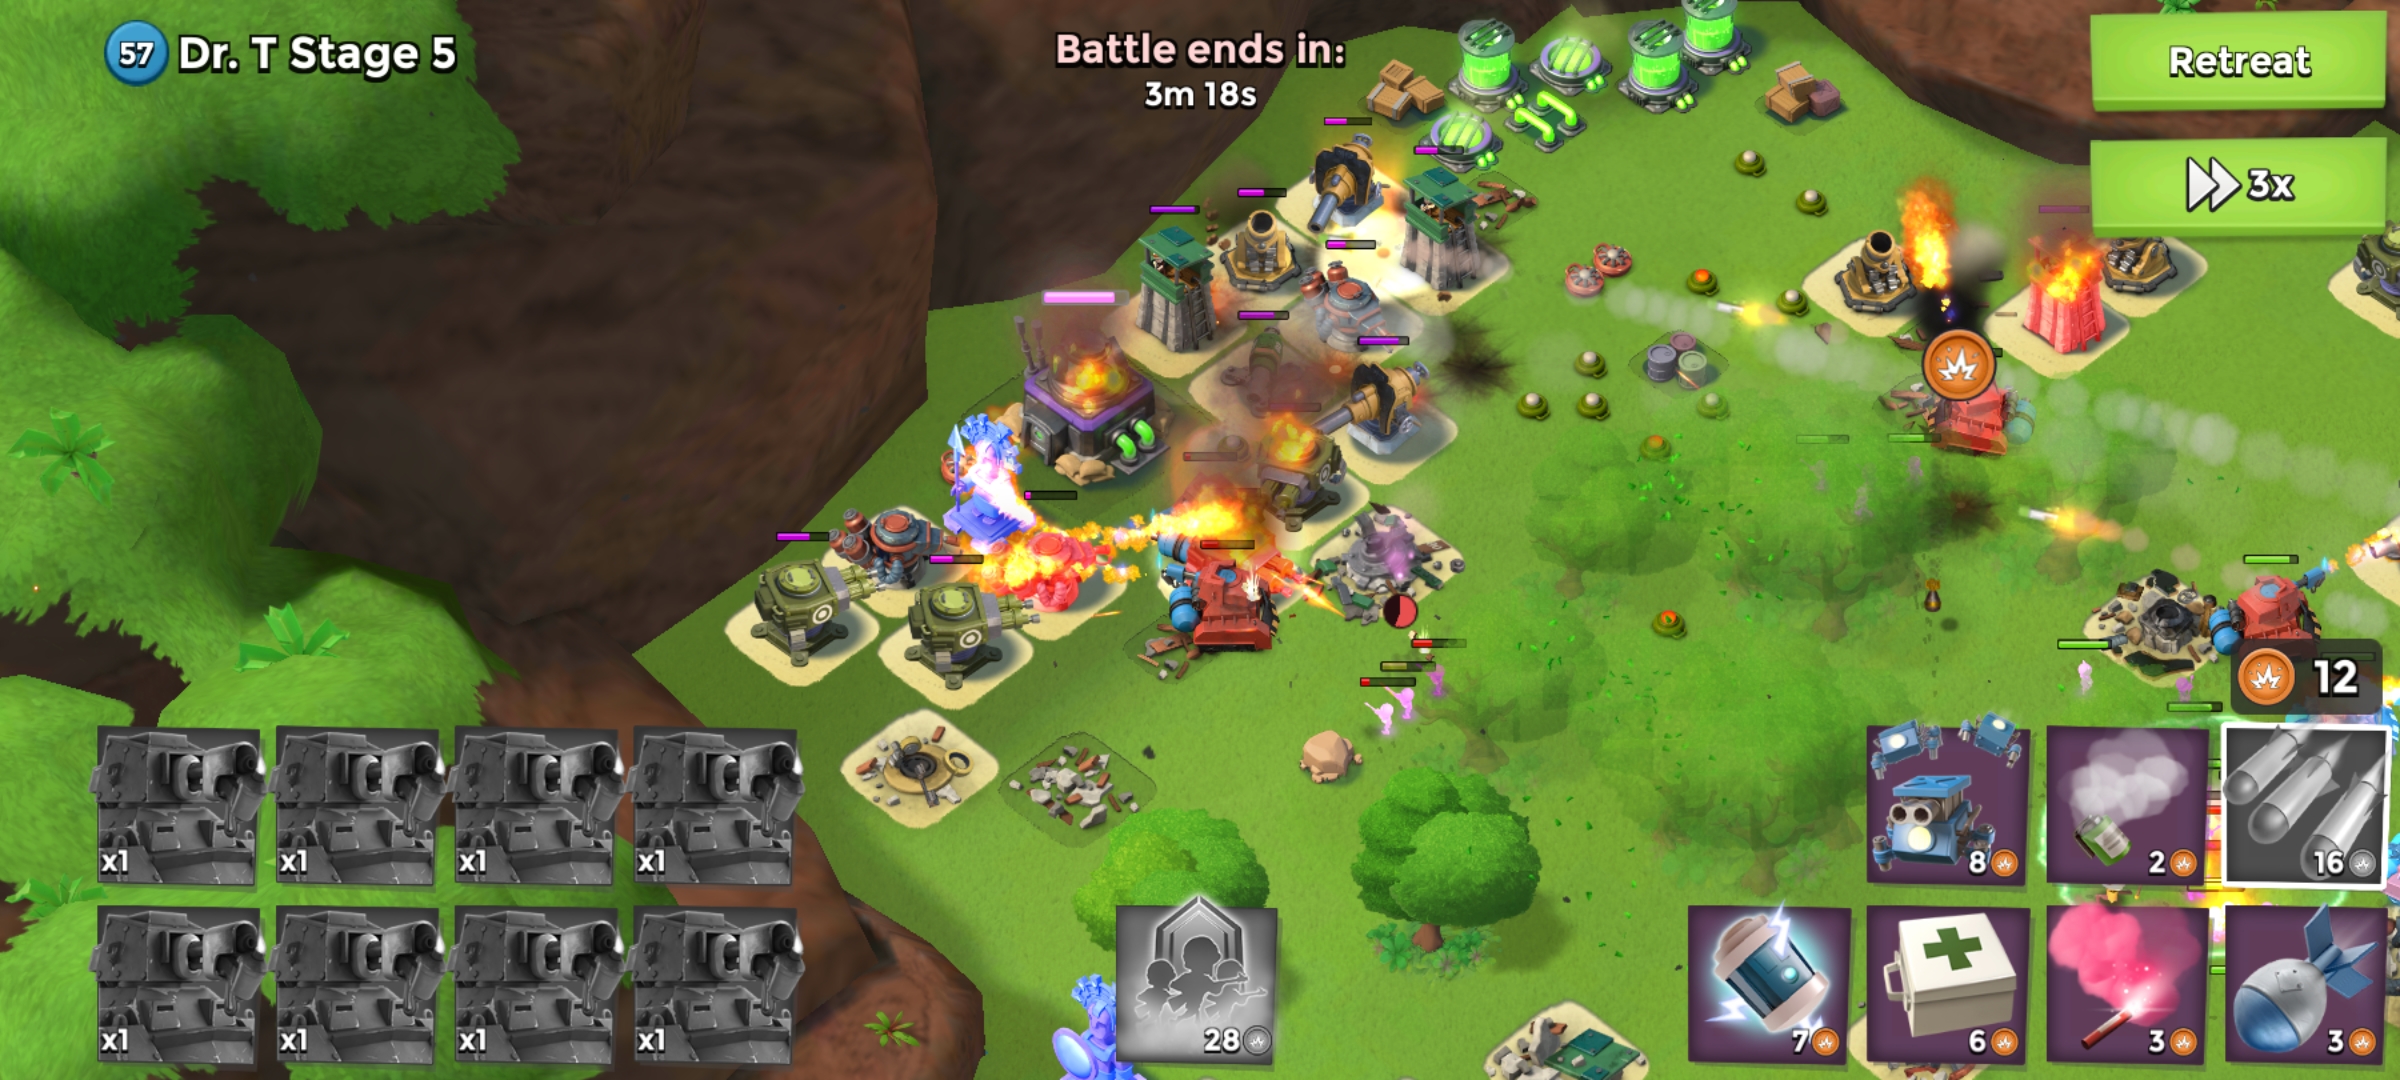 57 Dr. T Stage 5
Battle ends in:
3m 18s
Retreat
3x
12
x1 x1 x1 x1
8 2 16
x1 x1 x1 x1
28
7 6 3 3